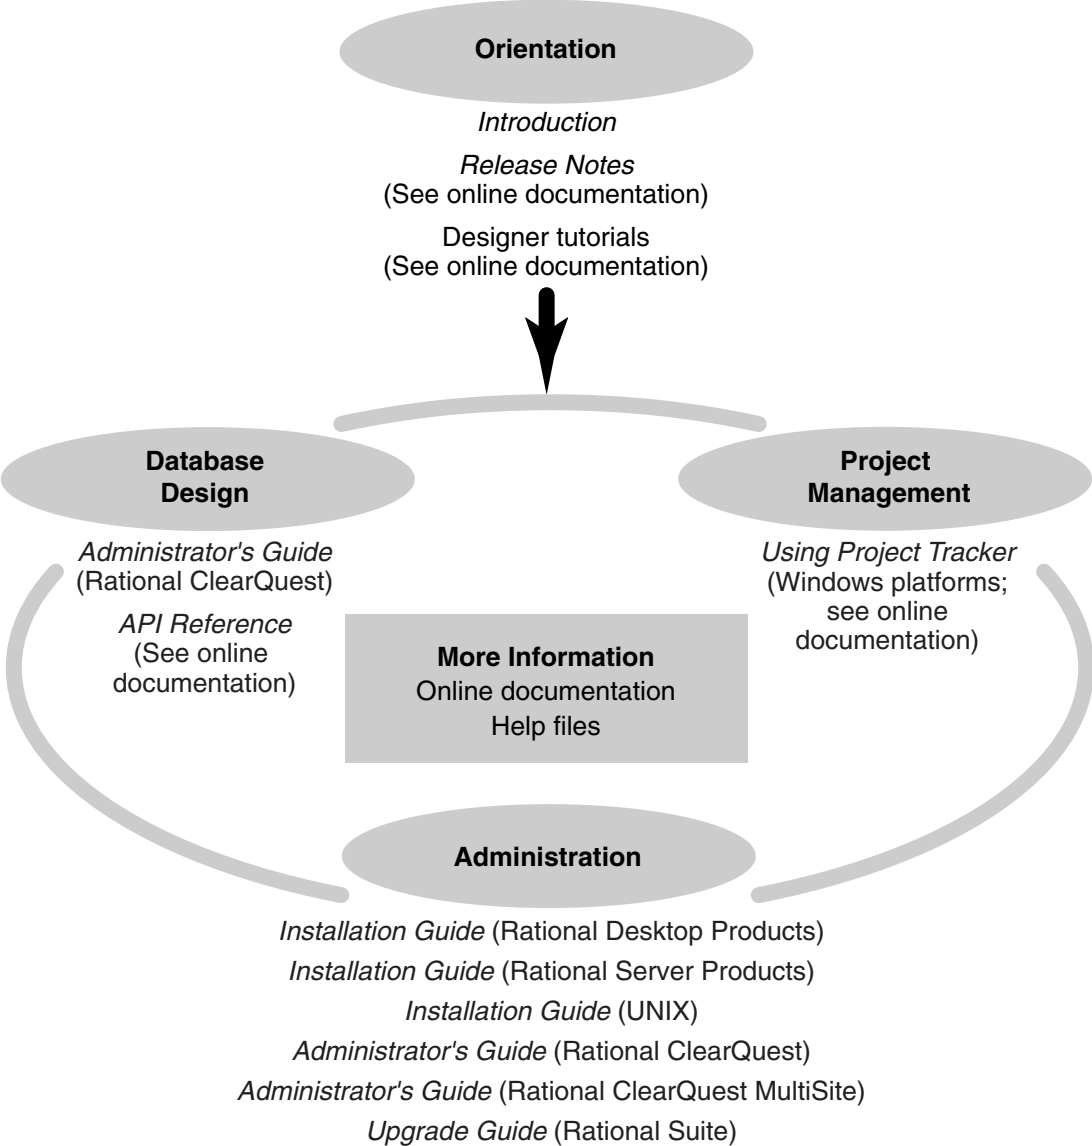 Orientation
Introduction
Release Notes
(See online documentation)
Designer tutorials
(See online documentation)
Database
Design
Administrator's Guide
(Rational ClearQuest)
API Reference
(See online
documentation)
Project
Management
Using Project Tracker
(Windows platforms;
see online
documentation)
More Information
Online documentation
Help files
Administration
Installation Guide (Rational Desktop Products)
Installation Guide (Rational Server Products)
Installation Guide (UNIX)
Administrator's Guide (Rational ClearQuest)
Administrator's Guide (Rational ClearQuest MultiSite)
Upgrade Guide (Rational Suite)